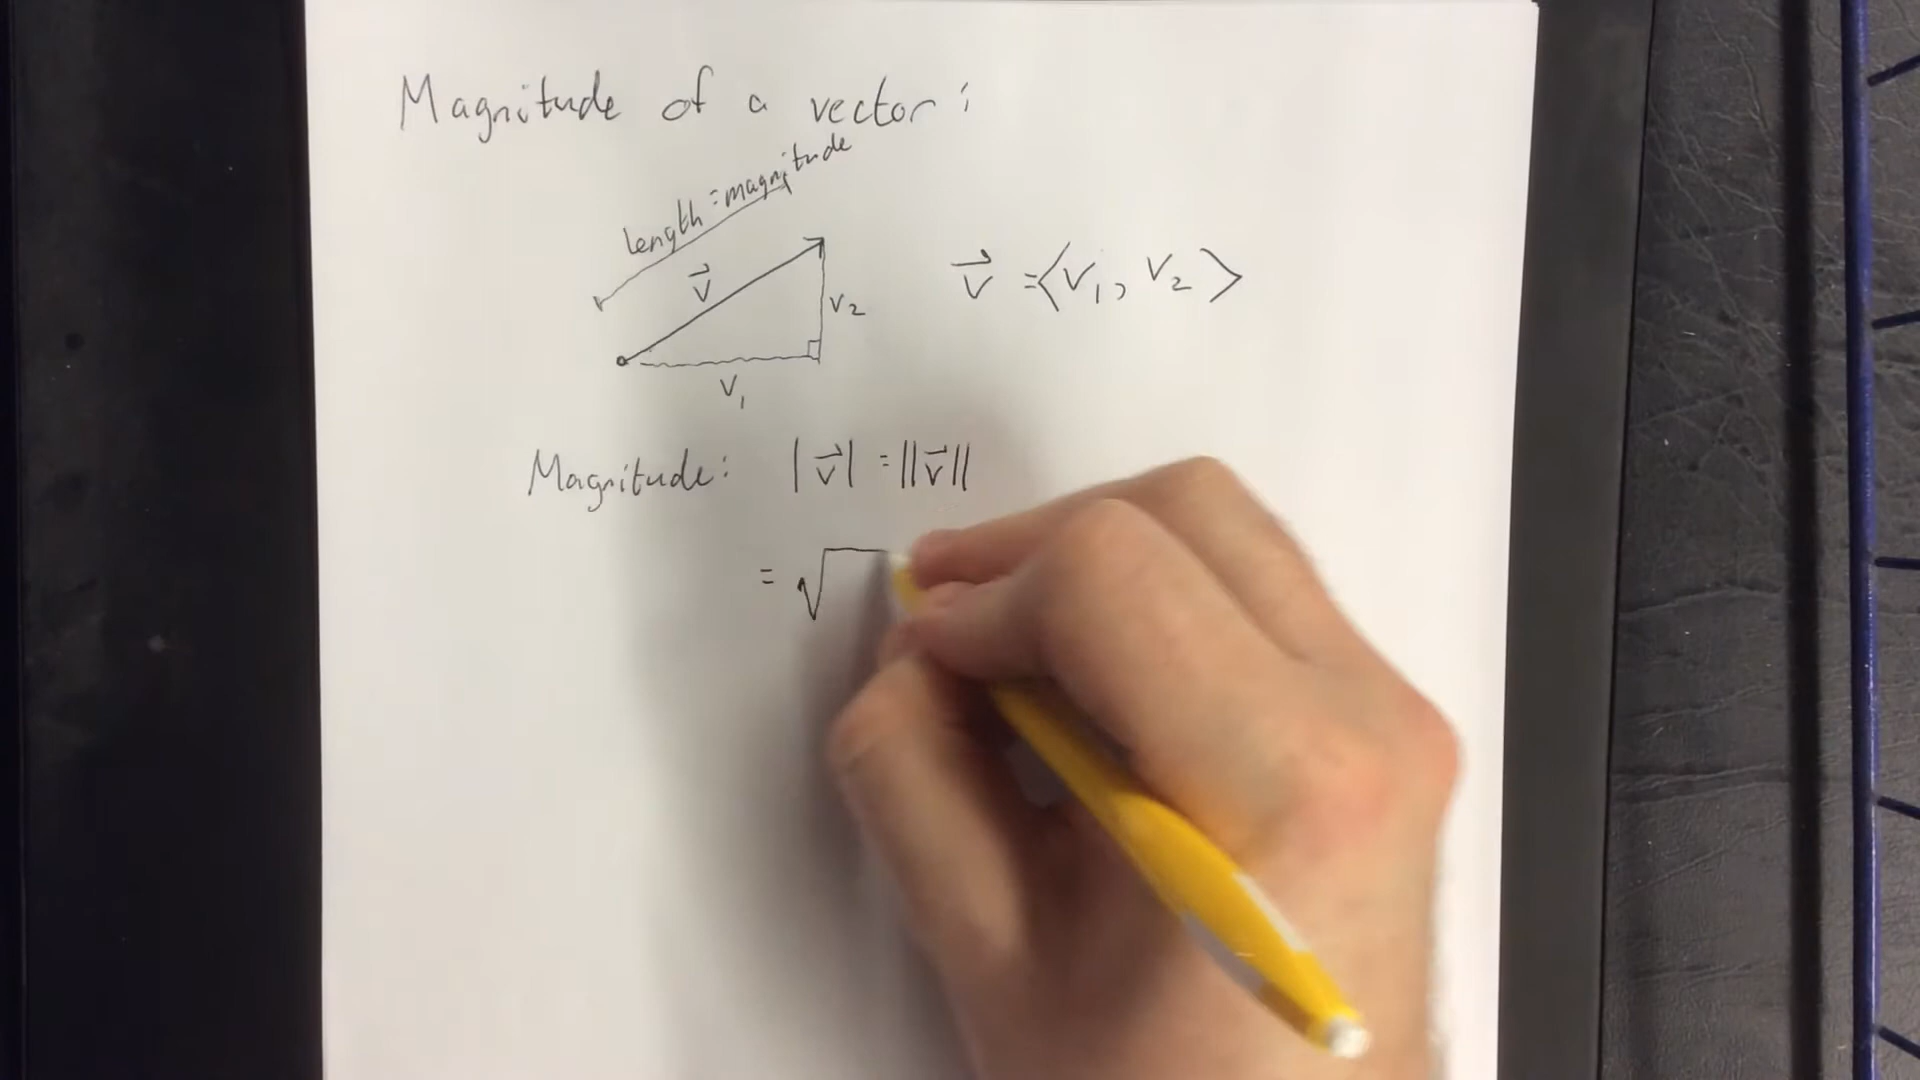 Magnitude of a vector:
length = magnitude
v⃗
v⃗ = ⟨v₁, v₂⟩
v₂
v₁
Magnitude: |v⃗| = ||v⃗||
= √